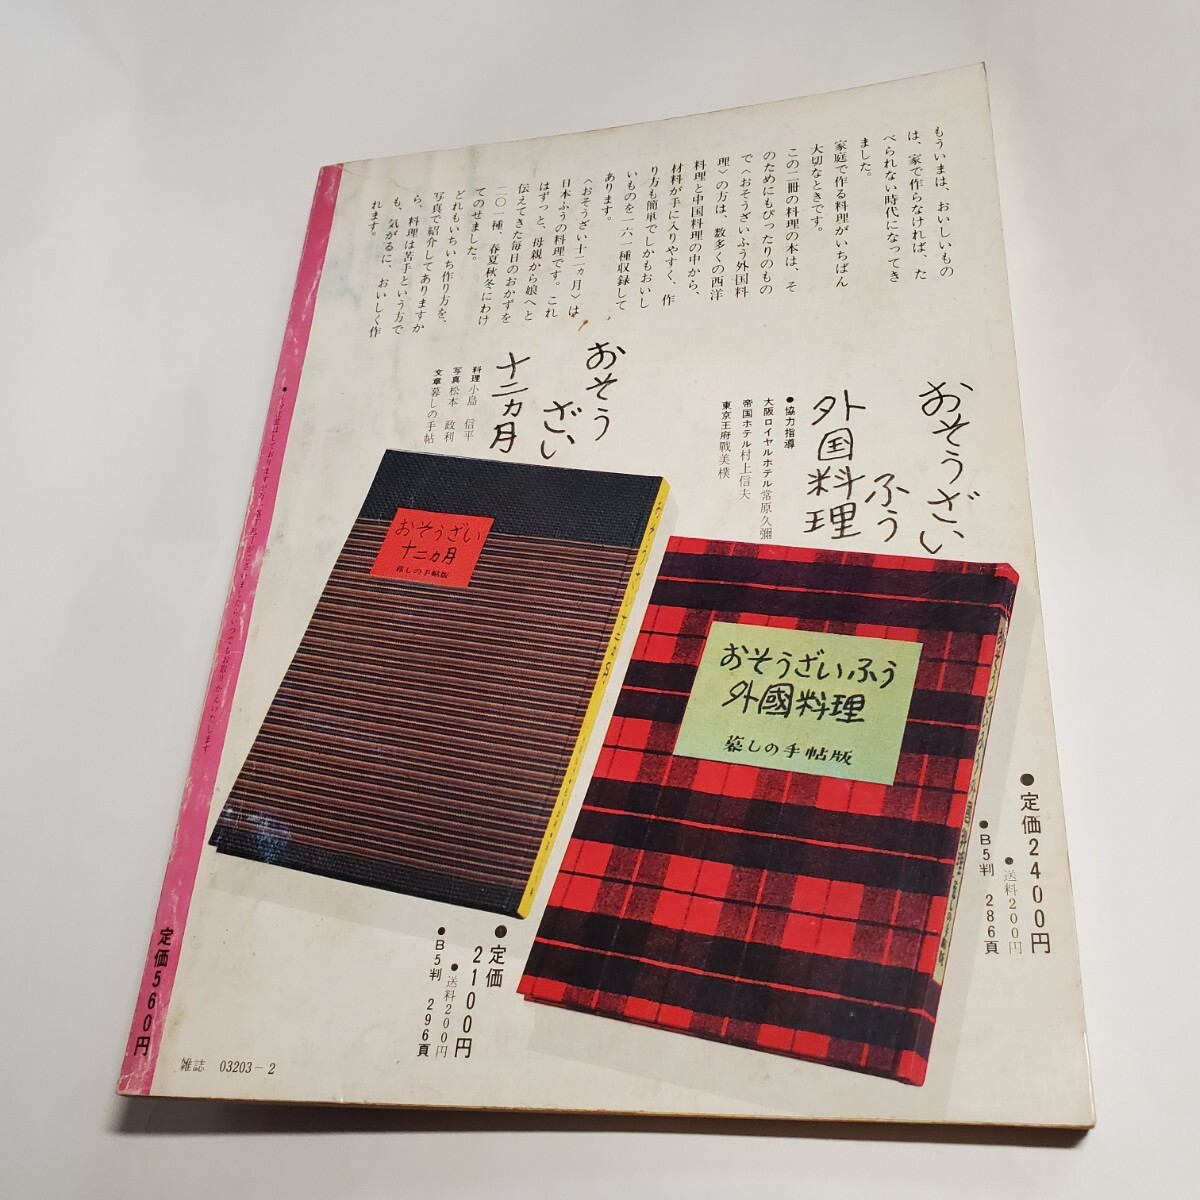 もういまは、おいしいもの
は、家で作らなければ、た
べられない時代になってき
ました。
家庭で作る料理がいちばん
大切なときです。
この二冊の料理の本は、そ
のためにもぴったりのもの
で〈おそうざいふう外国料
理〉の方は、数多くの西洋
料理と中国料理の中から、
材料が手に入りやすく、作
り方も簡単でしかもおいし
いものを一六一種収録して
あります。
〈おそうざい十二ヵ月〉は
日本ふうの料理です。これ
はずっと、母親から娘へと
伝えてきた毎日のおかずを
二〇一種、春夏秋冬にわけ
てのせました。
どれもいちいち作り方を、
写真で紹介してありますか
ら、料理は苦手という方で
も、気がるに、おいしく作
れます。
おそうざい
ふう
外国料理
●協力指導
大阪ロイヤルホテル常原久彌
帝国ホテル村上信夫
東京王府戰美樸
おそう
ざい
十二ヵ月
料理小島 信平
写真松本 政利
文章暮しの手帖
おそうざい
十二ヵ月
暮しの手帖版
おそうざいふう
外國料理
暮しの手帖版
●定価2400円
●送料200円
●B5判 286頁
●定価2100円
●送料200円
●B5判 296頁
定価560円
雑誌 03203-2